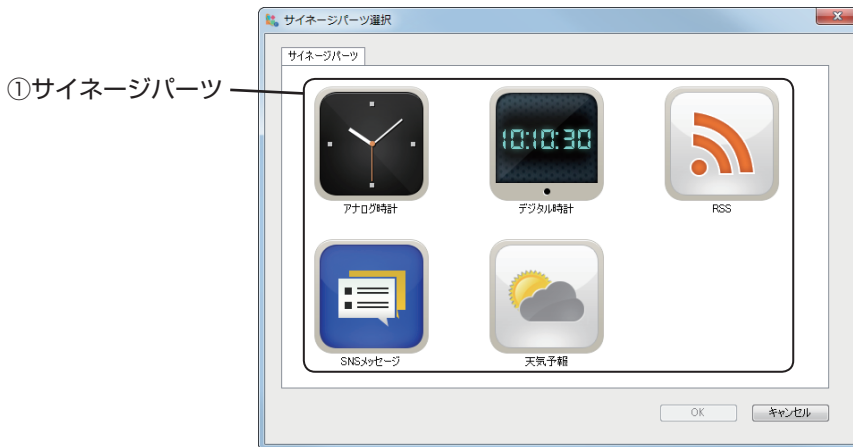 サイネージパーツ選択
サイネージパーツ
①サイネージパーツ
10:10:30
アナログ時計
デジタル時計
RSS
SNSメッセージ
天気予報
OK
キャンセル